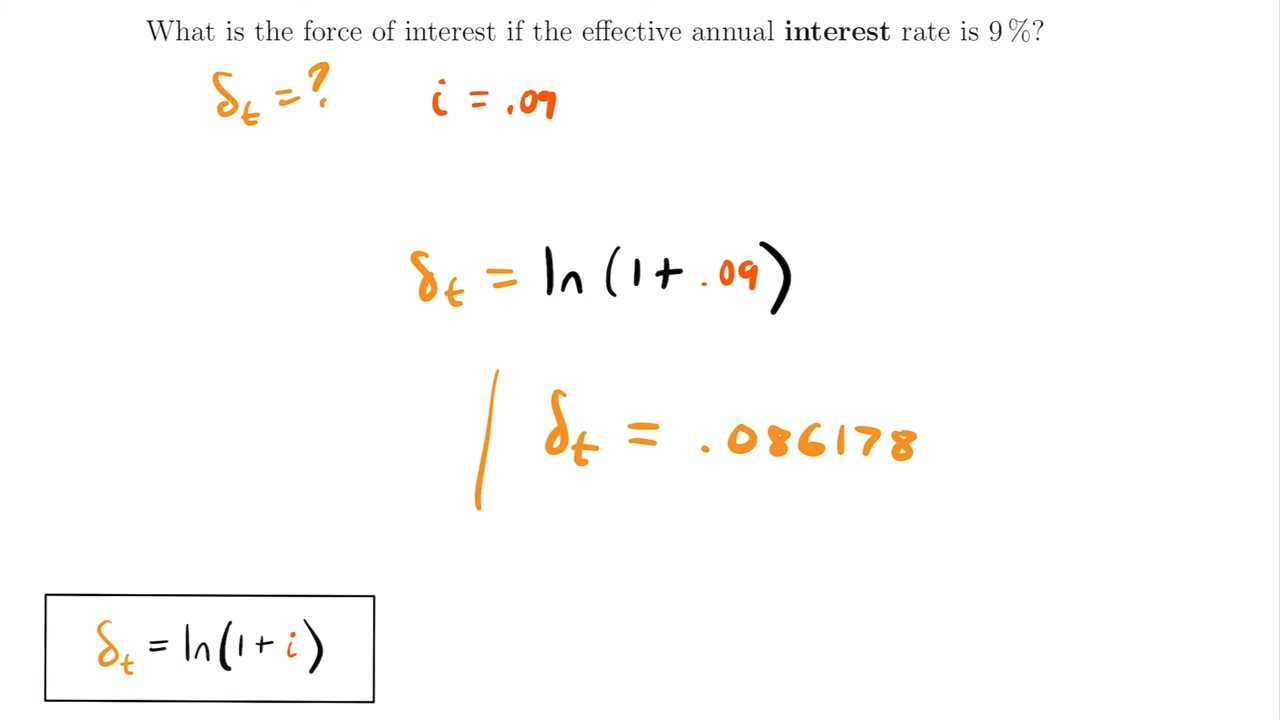 What is the force of interest if the effective annual interest rate is 9 %?
δt = ? i = .09
δt = ln(1 + .09)
δt = .086178
δt = ln(1 + i)